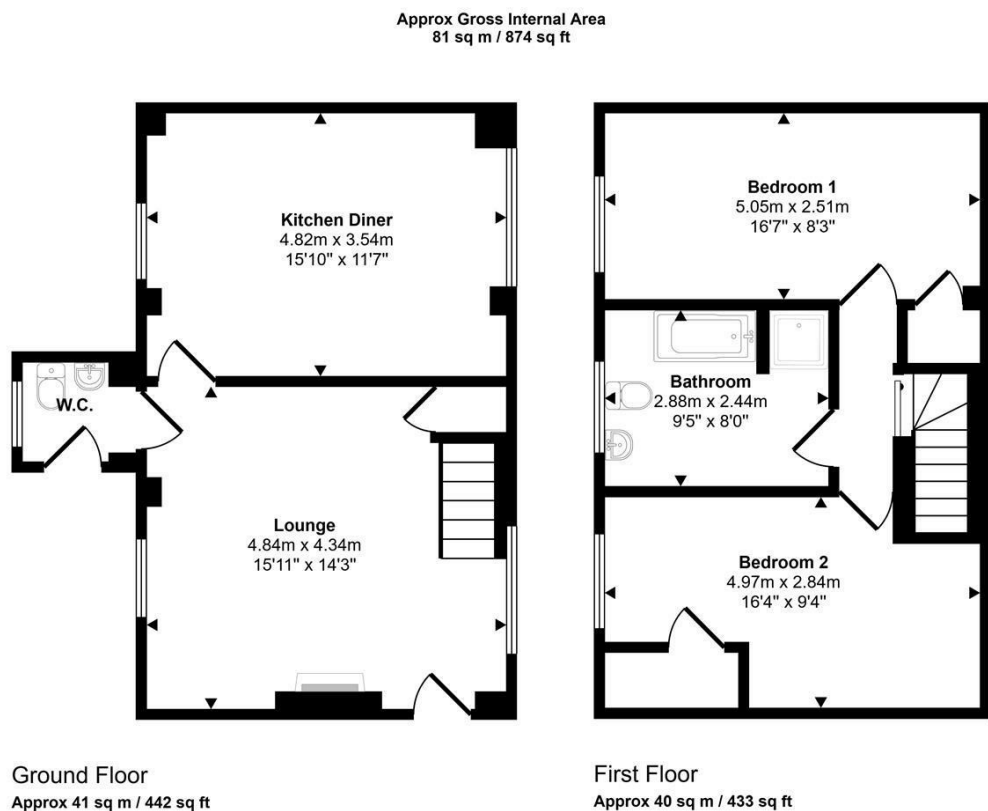 Approx Gross Internal Area
81 sq m / 874 sq ft
Kitchen Diner
4.82m x 3.54m
15'10" x 11'7"
W.C.
Lounge
4.84m x 4.34m
15'11" x 14'3"
Bedroom 1
5.05m x 2.51m
16'7" x 8'3"
Bathroom
2.88m x 2.44m
9'5" x 8'0"
Bedroom 2
4.97m x 2.84m
16'4" x 9'4"
Ground Floor
Approx 41 sq m / 442 sq ft
First Floor
Approx 40 sq m / 433 sq ft